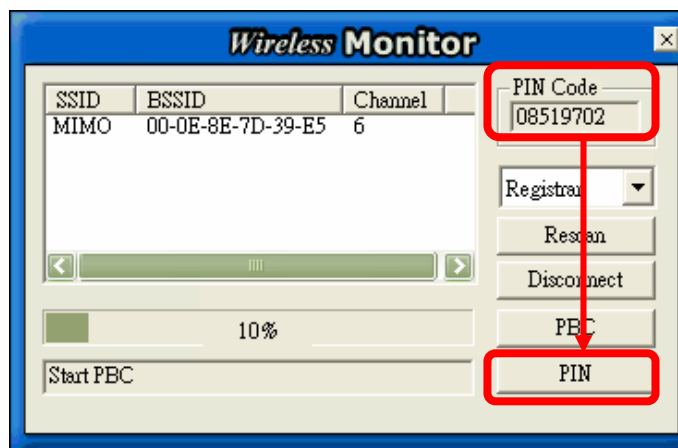 Wireless Monitor
SSID BSSID Channel
MIMO 00-0E-8E-7D-39-E5 6
PIN Code
08519702
Registrar
Rescan
Disconnect
10%
PBC
Start PBC
PIN